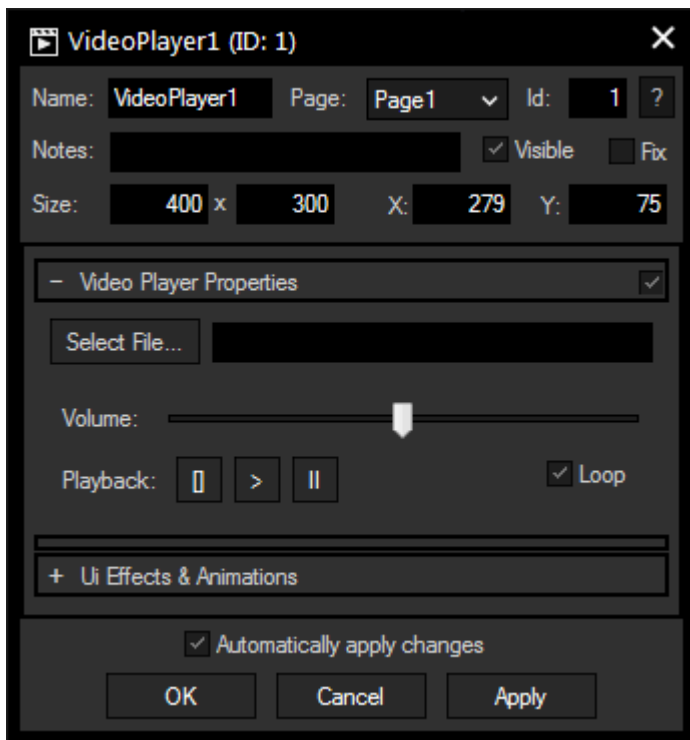 VideoPlayer1 (ID: 1)
Name: VideoPlayer1 Page: Page1 Id: 1 ?
Notes: Visible Fix
Size: 400 x 300 X: 279 Y: 75
− Video Player Properties
Select File...
Volume:
Playback: [] > II Loop
+ Ui Effects & Animations
Automatically apply changes
OK Cancel Apply